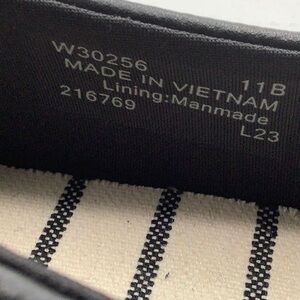 W30256 11B
MADE IN VIETNAM
Lining:Manmade
216769 L23